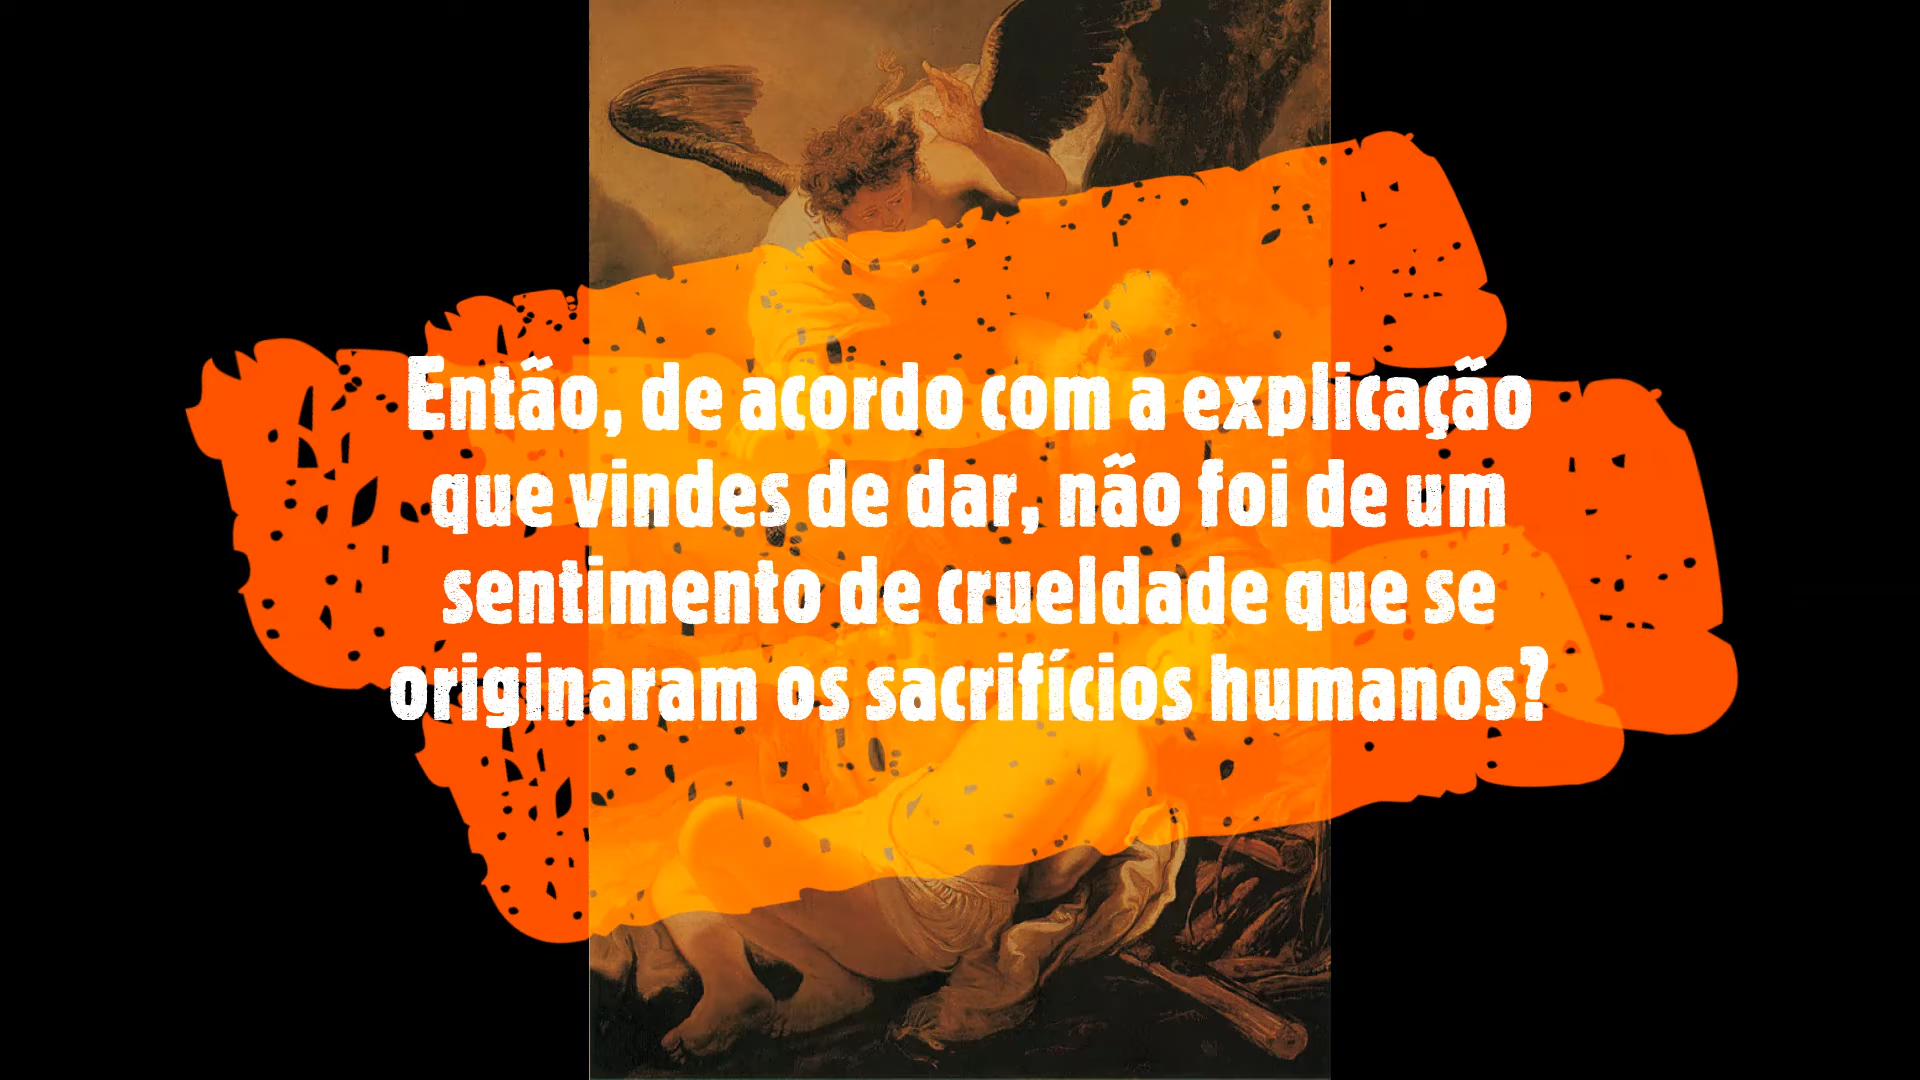 Então, de acordo com a explicação
que vindes de dar, não foi de um
sentimento de crueldade que se
originaram os sacrifícios humanos?